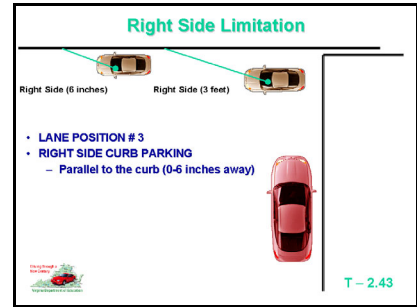 Right Side Limitation
Right Side (6 inches) Right Side (3 feet)
• LANE POSITION # 3
• RIGHT SIDE CURB PARKING
– Parallel to the curb (0-6 inches away)
T – 2.43